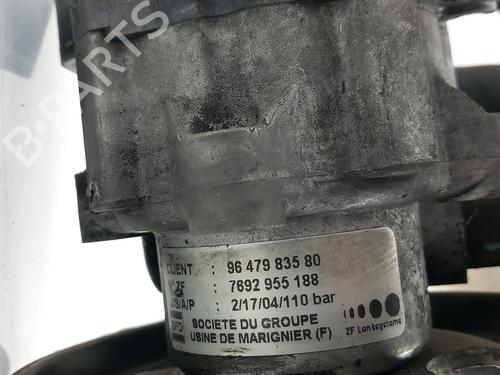 B-PARTS
CLIENT : 96 479 835 80
ZF : 7692 955 188
S/A/P : 2/17/04/110 bar
SOCIETE DU GROUPE
USINE DE MARIGNIER (F)
ZF Lenksysteme